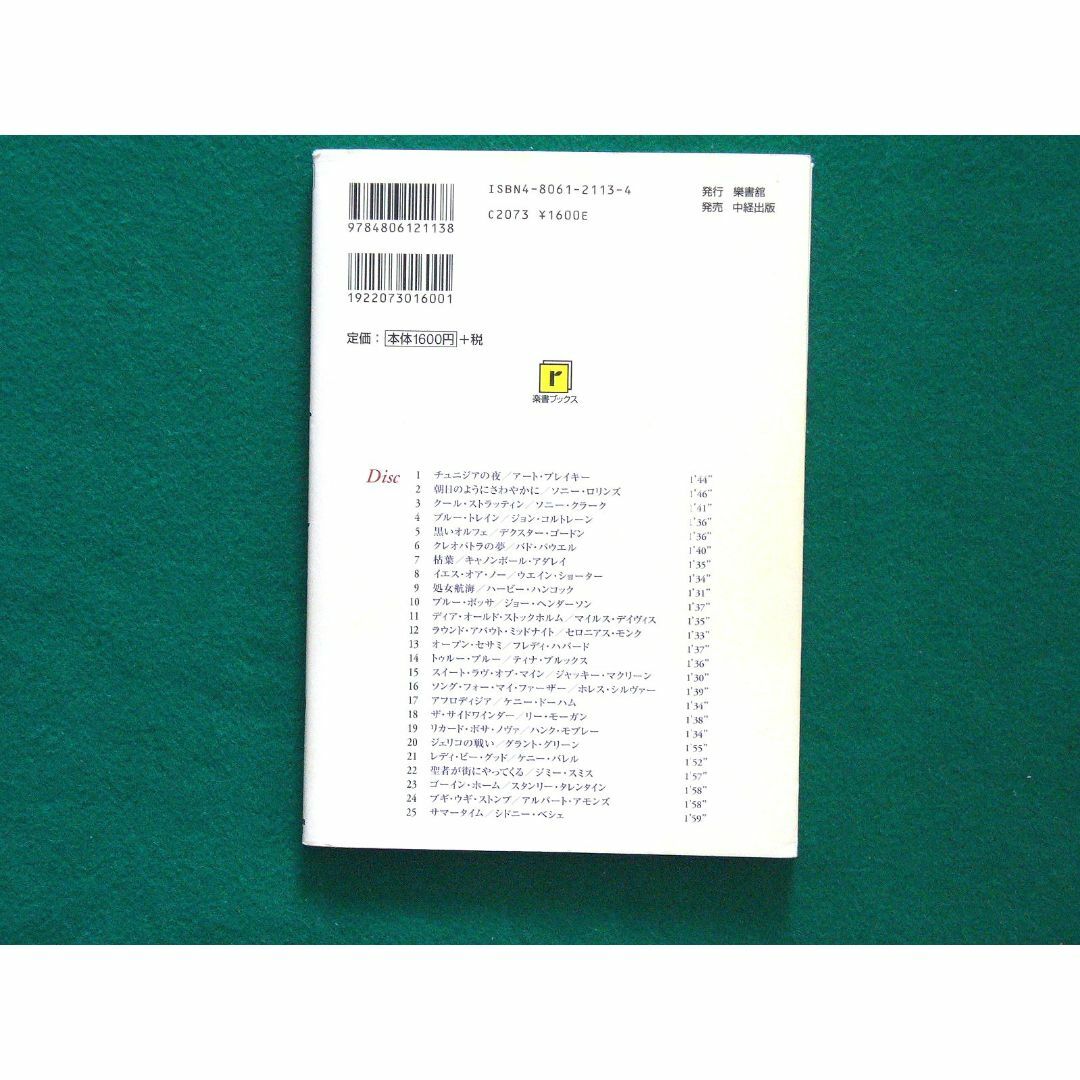 ISBN4-8061-2113-4
C2073 ¥1600E
発行 樂書舘
発売 中経出版
9784806121138
1922073016001
定価：本体1600円+税
r
楽書ブックス
Disc
1 チュニジアの夜／アート・ブレイキー 1'44"
2 朝日のようにさわやかに／ソニー・ロリンズ 1'46"
3 クール・ストラッティン／ソニー・クラーク 1'41"
4 ブルー・トレイン／ジョン・コルトレーン 1'36"
5 黒いオルフェ／デクスター・ゴードン 1'36"
6 クレオパトラの夢／バド・パウエル 1'40"
7 枯葉／キャノンボール・アダレイ 1'35"
8 イエス・オア・ノー／ウエイン・ショーター 1'34"
9 処女航海／ハービー・ハンコック 1'31"
10 ブルー・ボッサ／ジョー・ヘンダーソン 1'37"
11 ディア・オールド・ストックホルム／マイルス・デイヴィス 1'35"
12 ラウンド・アバウト・ミッドナイト／セロニアス・モンク 1'33"
13 オープン・セサミ／フレディ・ハバード 1'37"
14 トゥルー・ブルー／ティナ・ブルックス 1'36"
15 スイート・ラヴ・オブ・マイン／ジャッキー・マクリーン 1'30"
16 ソング・フォー・マイ・ファーザー／ホレス・シルヴァー 1'39"
17 アフロディジア／ケニー・ドーハム 1'34"
18 ザ・サイドワインダー／リー・モーガン 1'38"
19 リカード・ボサ・ノヴァ／ハンク・モブレー 1'34"
20 ジェリコの戦い／グラント・グリーン 1'55"
21 レディ・ビー・グッド／ケニー・バレル 1'52"
22 聖者が街にやってくる／ジミー・スミス 1'57"
23 ゴーイン・ホーム／スタンリー・タレンタイン 1'58"
24 ブギ・ウギ・ストンプ／アルバート・アモンズ 1'58"
25 サマータイム／シドニー・ベシェ 1'59"